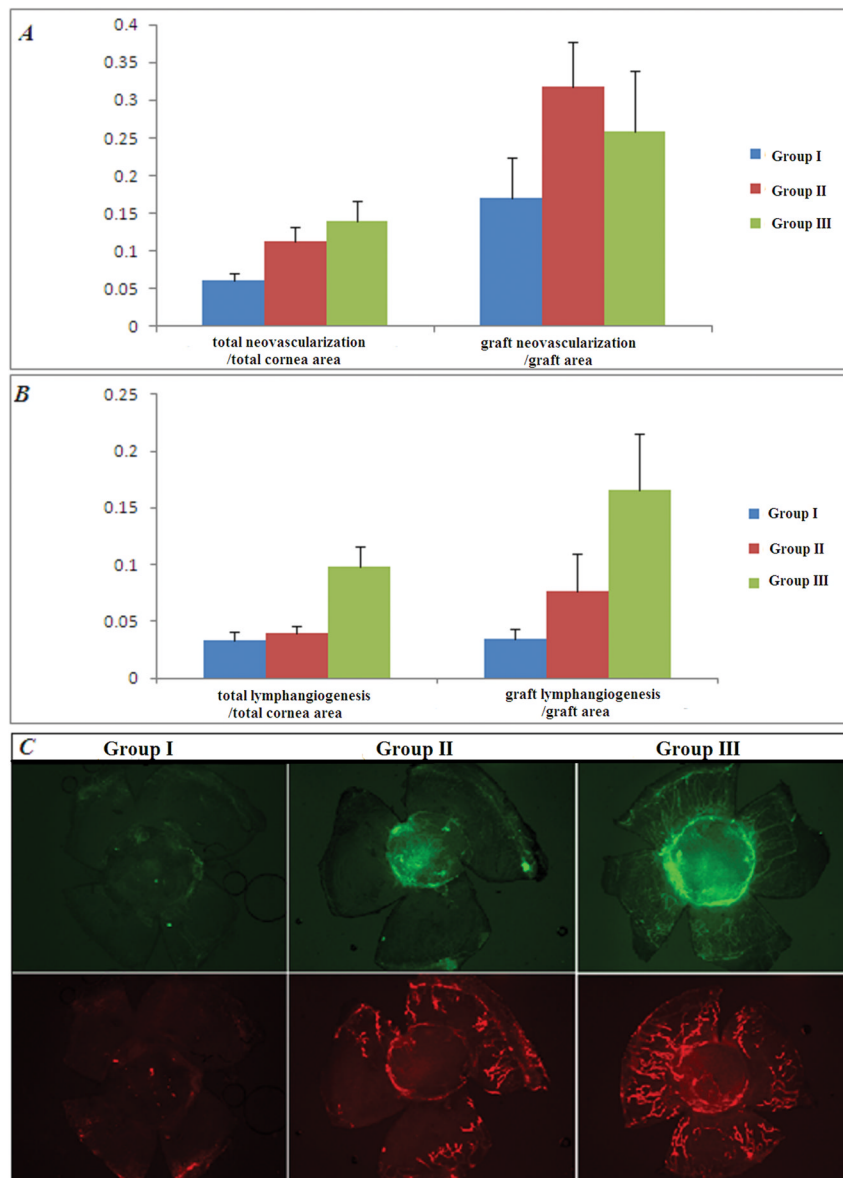 A
0.4
0.35
0.3
0.25
0.2
0.15
0.1
0.05
0
total neovascularization
/total cornea area
graft neovascularization
/graft area
Group I
Group II
Group III
B
0.25
0.2
0.15
0.1
0.05
0
total lymphangiogenesis
/total cornea area
graft lymphangiogenesis
/graft area
Group I
Group II
Group III
C
Group I
Group II
Group III